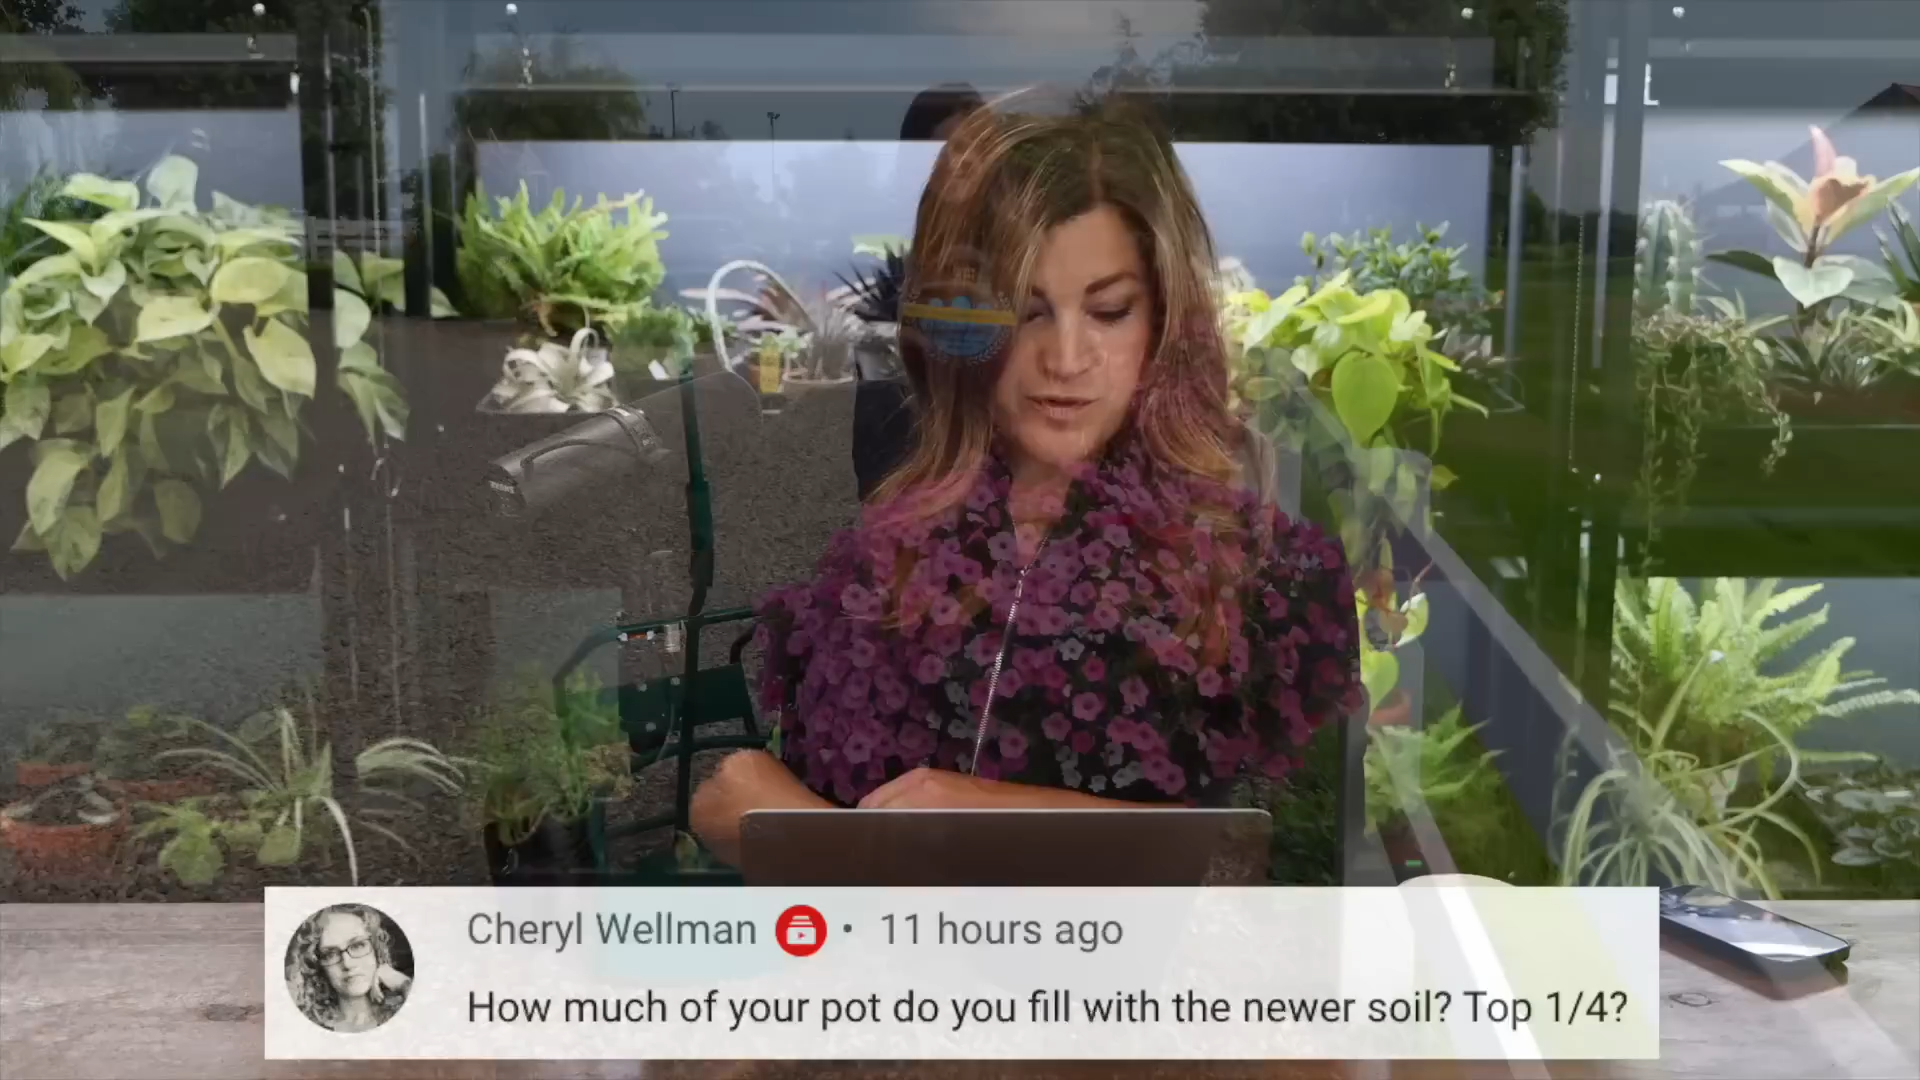 Cheryl Wellman • 11 hours ago
How much of your pot do you fill with the newer soil? Top 1/4?